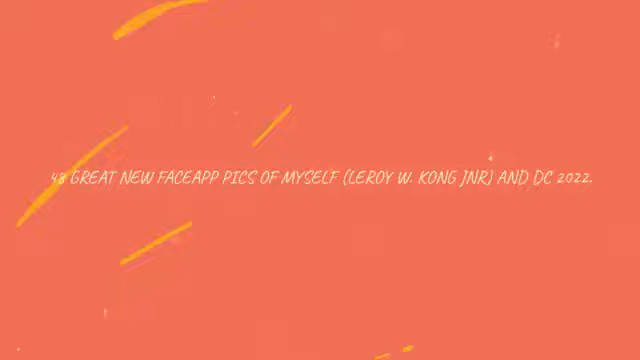 48 GREAT NEW FACEAPP PICS OF MYSELF (LEROY W. KONG JNR) AND DC 2022.